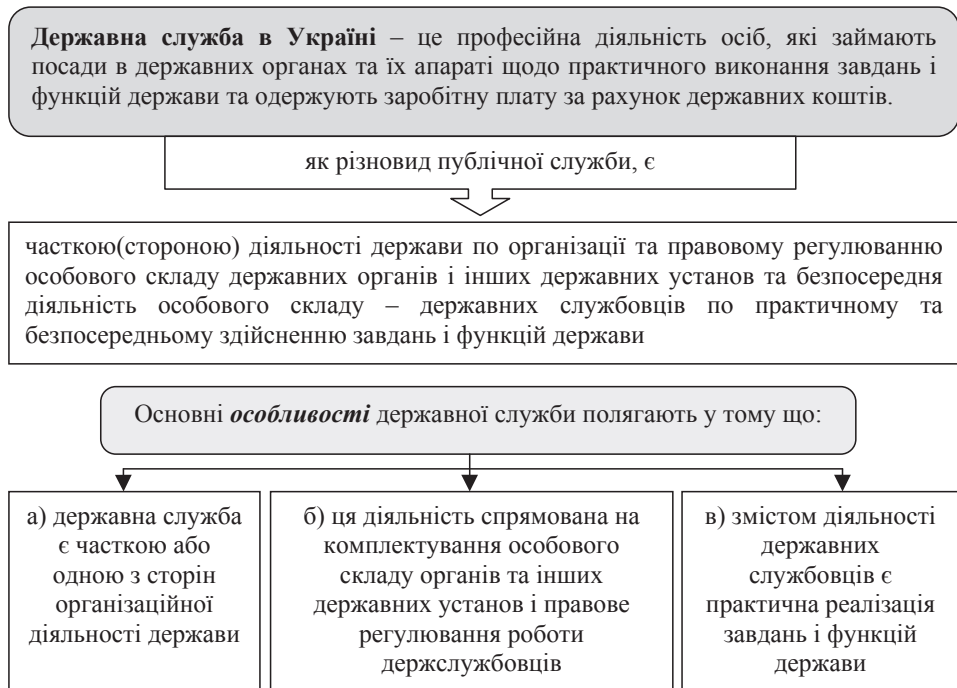 Державна служба в Україні – це професійна діяльність осіб, які займають
посади в державних органах та їх апараті щодо практичного виконання завдань і
функцій держави та одержують заробітну плату за рахунок державних коштів.
як різновид публічної служби, є
часткою(стороною) діяльності держави по організації та правовому регулюванню
особового складу державних органів і інших державних установ та безпосередня
діяльність особового складу – державних службовців по практичному та
безпосередньому здійсненню завдань і функцій держави
Основні особливості державної служби полягають у тому що:
а) державна служба
є часткою або
одною з сторін
організаційної
діяльності держави
б) ця діяльність спрямована на
комплектування особового
складу органів та інших
державних установ і правове
регулювання роботи
держслужбовців
в) змістом діяльності
державних
службовців є
практична реалізація
завдань і функцій
держави